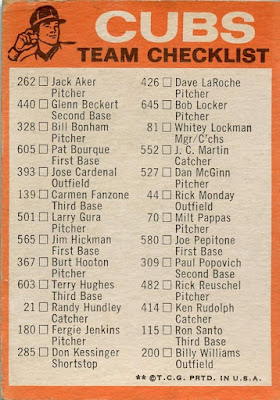 CUBS
TEAM CHECKLIST
262 Jack Aker
Pitcher
440 Glenn Beckert
Second Base
328 Bill Bonham
Pitcher
605 Pat Bourque
First Base
393 Jose Cardenal
Outfield
139 Carmen Fanzone
Third Base
501 Larry Gura
Pitcher
565 Jim Hickman
First Base
367 Burt Hooton
Pitcher
603 Terry Hughes
Third Base
21 Randy Hundley
Catcher
180 Fergie Jenkins
Pitcher
285 Don Kessinger
Shortstop
426 Dave LaRoche
Pitcher
645 Bob Locker
Pitcher
81 Whitey Lockman
Mgr/C'chs
552 J. C. Martin
Catcher
527 Dan McGinn
Pitcher
44 Rick Monday
Outfield
70 Milt Pappas
Pitcher
580 Joe Pepitone
First Base
309 Paul Popovich
Second Base
482 Rick Reuschel
Pitcher
414 Ken Rudolph
Catcher
115 Ron Santo
Third Base
200 Billy Williams
Outfield
** © T.C.G. PRTD. IN U.S.A.